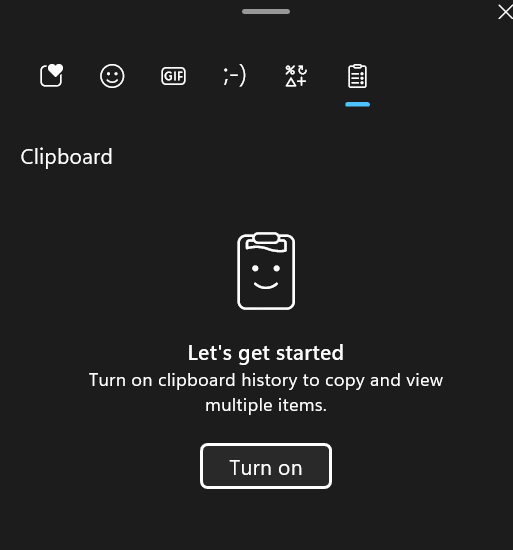 GIF ;-)
Clipboard
Let's get started
Turn on clipboard history to copy and view
multiple items.
Turn on